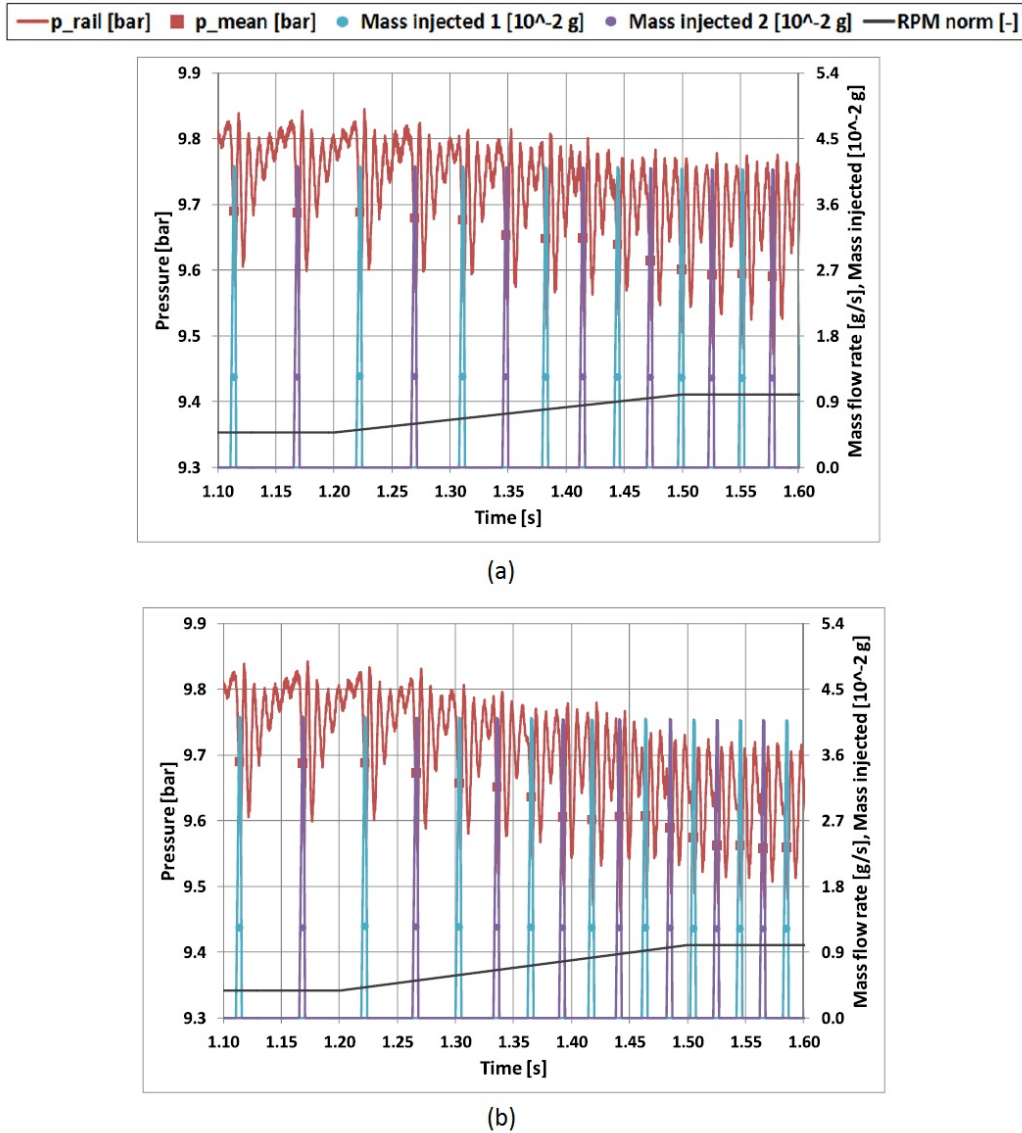 p_rail [bar] p_mean [bar] Mass injected 1 [10^-2 g] Mass injected 2 [10^-2 g] RPM norm [-]
9.9
9.8
9.7
9.6
9.5
9.4
9.3
Pressure [bar]
5.4
4.5
3.6
2.7
1.8
0.9
0.0
Mass flow rate [g/s], Mass injected [10^-2 g]
1.10 1.15 1.20 1.25 1.30 1.35 1.40 1.45 1.50 1.55 1.60
Time [s]
(a)
9.9
9.8
9.7
9.6
9.5
9.4
9.3
Pressure [bar]
5.4
4.5
3.6
2.7
1.8
0.9
0.0
Mass flow rate [g/s], Mass injected [10^-2 g]
1.10 1.15 1.20 1.25 1.30 1.35 1.40 1.45 1.50 1.55 1.60
Time [s]
(b)